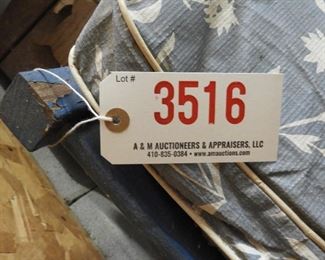 Lot #
3516
A & M AUCTIONEERS & APPRAISERS, LLC
410-835-0384 • www.amauctions.com